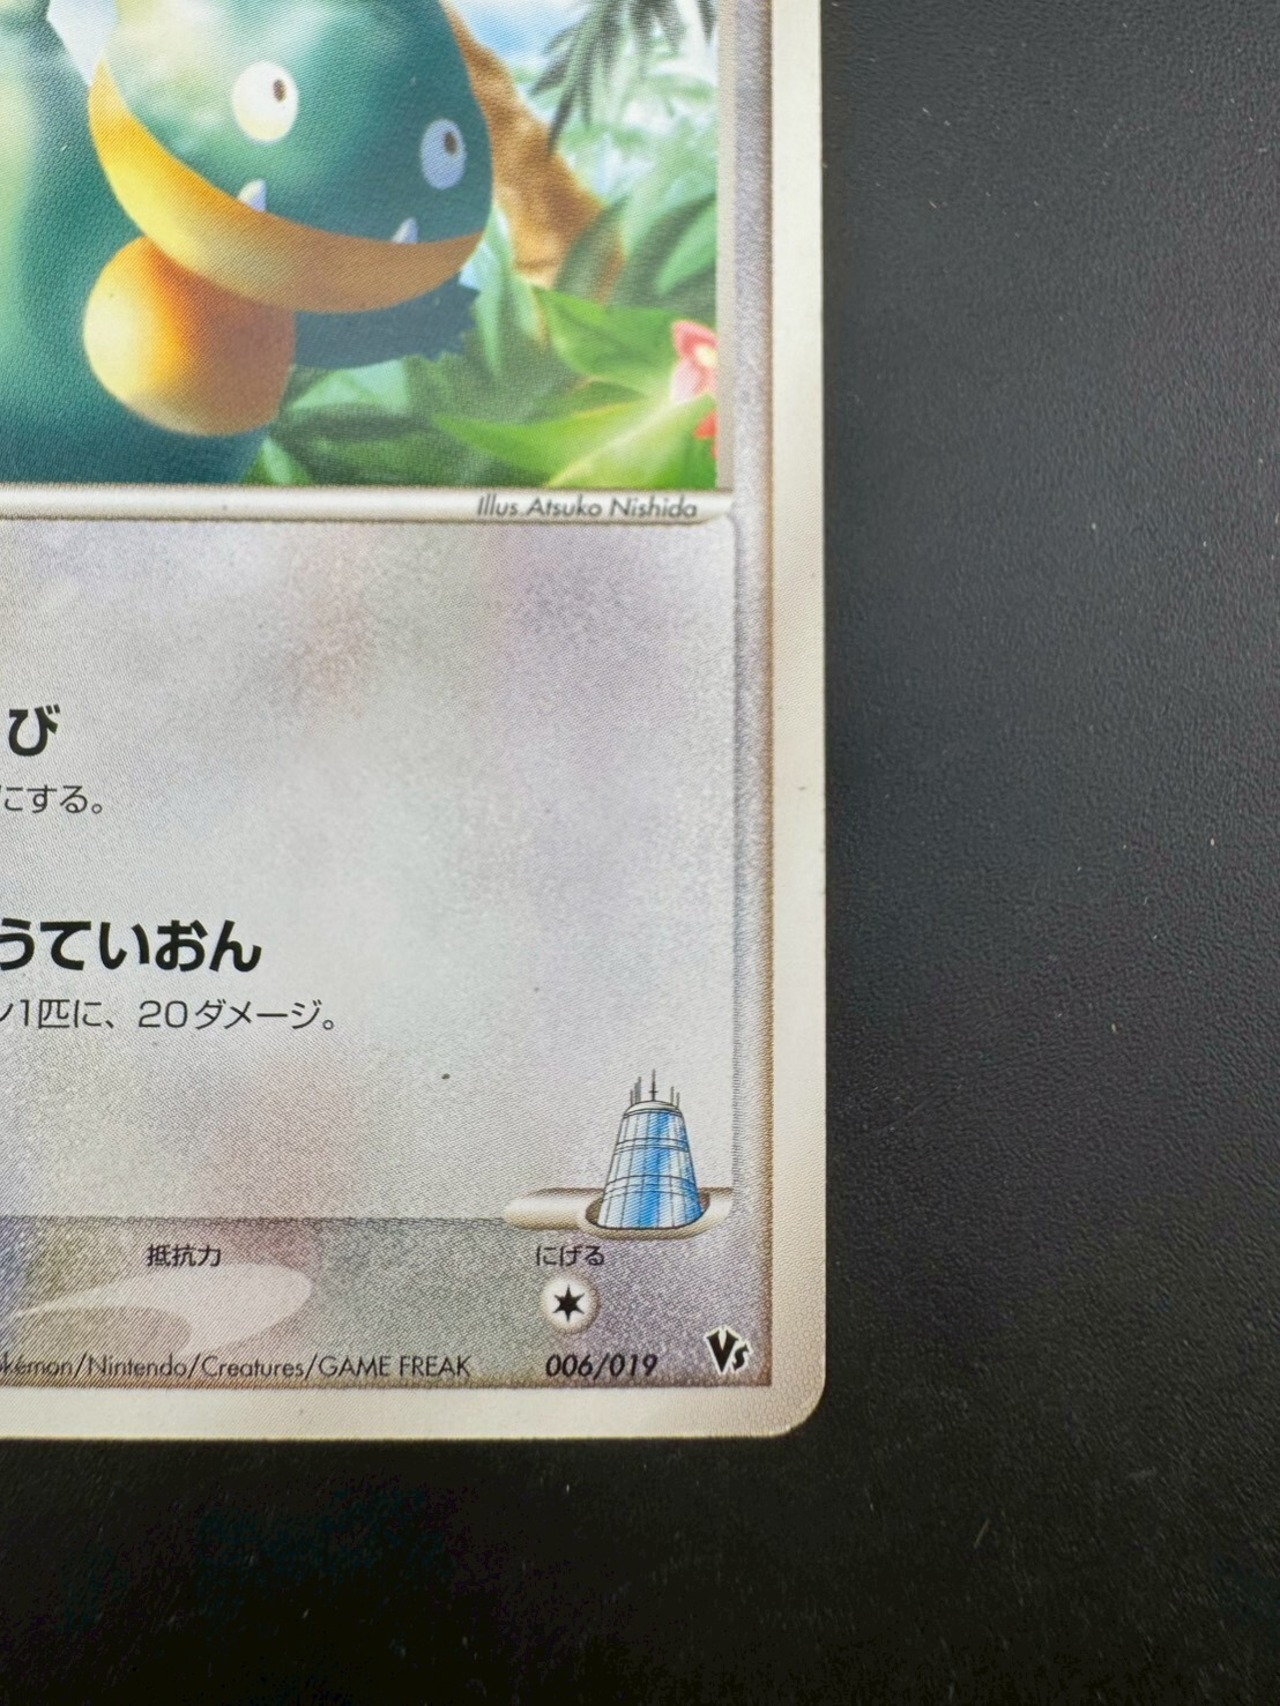 Illus. Atsuko Nishida
び
にする。
うていおん
ン1匹に、20ダメージ。
抵抗力 にげる
okémon/Nintendo/Creatures/GAME FREAK 006/019 Vs